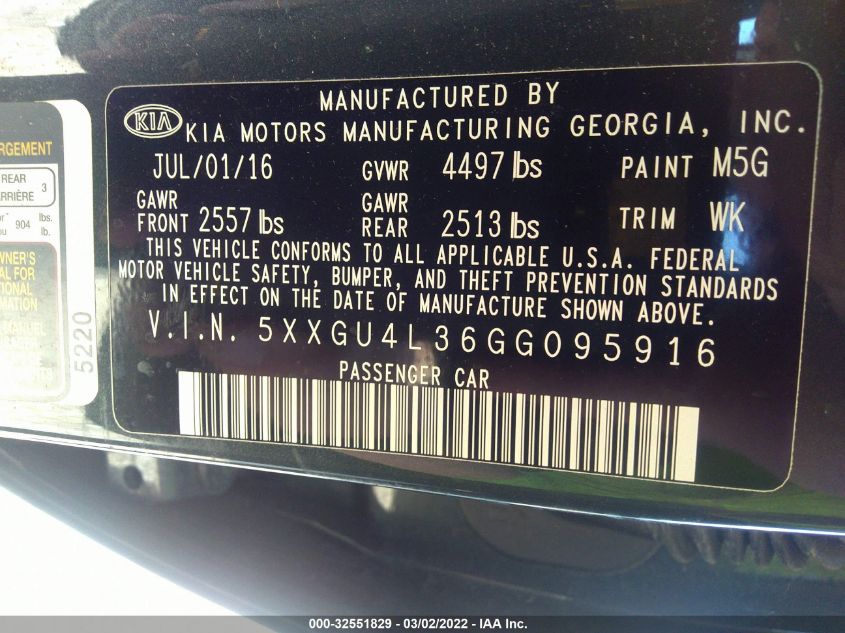 MANUFACTURED BY
KIA KIA MOTORS MANUFACTURING GEORGIA, INC.
JUL/01/16 GVWR 4497 lbs PAINT M5G
GAWR FRONT 2557 lbs GAWR REAR 2513 lbs TRIM WK
THIS VEHICLE CONFORMS TO ALL APPLICABLE U.S.A. FEDERAL
MOTOR VEHICLE SAFETY, BUMPER, AND THEFT PREVENTION STANDARDS
IN EFFECT ON THE DATE OF MANUFACTURE SHOWN ABOVE.
V.I.N. 5XXGU4L36GG095916
PASSENGER CAR
REAR 3
904 lbs.
lb.
5220
000-32551829 - 03/02/2022 - IAA Inc.